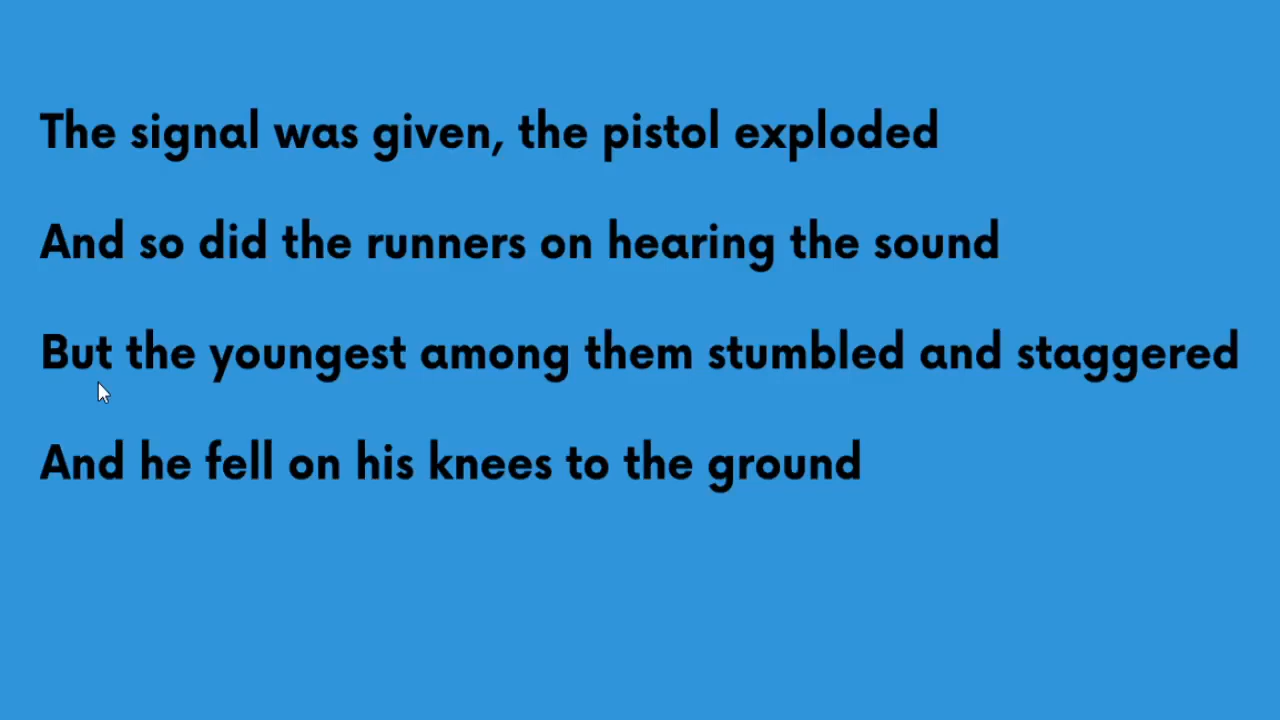 The signal was given, the pistol exploded
And so did the runners on hearing the sound
But the youngest among them stumbled and staggered
And he fell on his knees to the ground